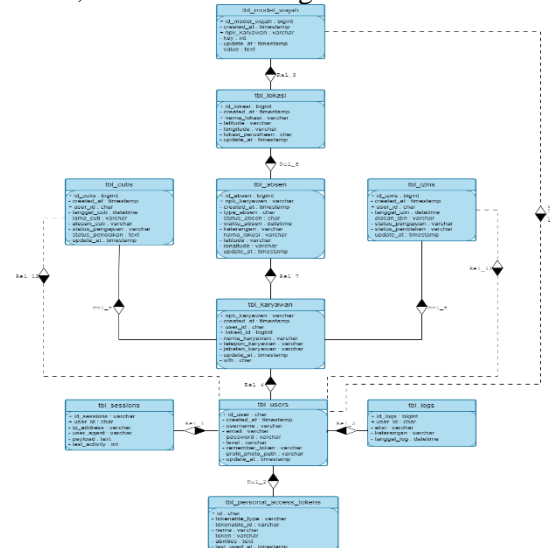 tbl_model_wajah
+ id_model_wajah : bigint
- created_at : timestamp
+ npk_karyawan : varchar
- key : int
- update_at : timestamp
- value : text
Rel_9
tbl_lokasi
+ id_lokasi : bigint
- created_at : timestamp
+ nama_lokasi : varchar
- latitude : varchar
- longitude : varchar
- lokasi_perusahaan : char
- update_at : timestamp
Rel_8
tbl_cutis
+ id_cutis : bigint
- created_at : timestamp
+ user_id : char
- tanggal_cuti : datetime
- lama_cuti : varchar
- alasan_cuti : varchar
- status_pengajuan : varchar
- status_penolakan : text
- update_at : timestamp
tbl_absen
+ id_absen : bigint
+ npk_karyawan : varchar
- created_at : timestamp
- type_absen : char
- status_absen : char
- waktu_absen : datetime
- keterangan : varchar
- nama_lokasi : varchar
- latitude : varchar
- longitude : varchar
- update_at : timestamp
tbl_izins
+ id_izins : bigint
- created_at : timestamp
+ user_id : char
- tanggal_izin : datetime
- alasan_izin : varchar
- status_pengajuan : varchar
- status_penolakan : varchar
- update_at : timestamp
Rel_7
tbl_karyawan
+ npk_karyawan : varchar
- created_at : timestamp
+ user_id : char
+ lokasi_id : bigint
- nama_karyawan : varchar
- telepon_karyawan : varchar
- jabatan_karyawan : varchar
- update_at : timestamp
- wfh : char
Rel_4
tbl_sessions
+ id_sessions : varchar
+ user_id : char
- ip_address : varchar
- user_agent : varchar
- payload : text
- last_activity : int
tbl_users
+ id_user : char
- created_at : timestamp
- username : varchar
- email : varchar
- password : varchar
- level : varchar
- remember_token : varchar
- profil_photo_path : varchar
- update_at : timestamp
tbl_logs
+ id_logs : bigint
+ user_id : char
- aksi : varchar
- keterangan : varchar
- tanggal_log : datetime
Rel_2
tbl_personal_access_tokens
+ id : char
- tokenable_type : varchar
- tokenable_id : varchar
- name : varchar
- token : varchar
- abilities : text
- last_used_at : timestamp